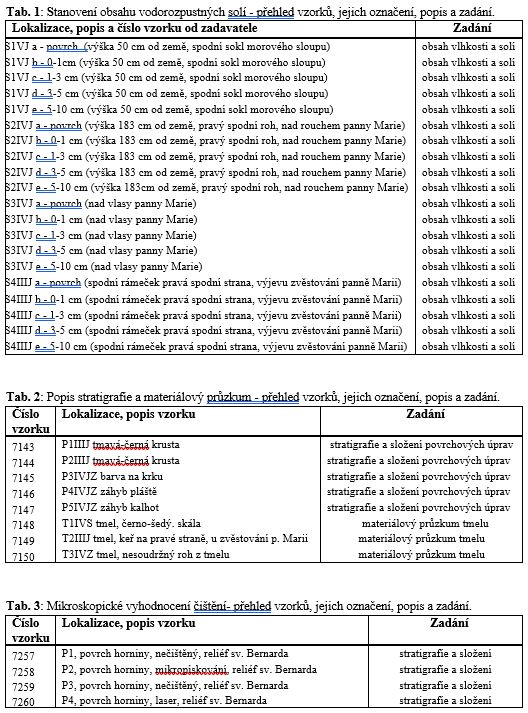 Tab. 1: Stanovení obsahu vodorozpustných solí - přehled vzorků, jejich označení, popis a zadání.
Lokalizace, popis a číslo vzorku od zadavatele Zadání
S1VJ a - povrch (výška 50 cm od země, spodní sokl morového sloupu) obsah vlhkosti a solí
S1VJ b - 0-1cm (výška 50 cm od země, spodní sokl morového sloupu) obsah vlhkosti a solí
S1VJ c - 1-3 cm (výška 50 cm od země, spodní sokl morového sloupu) obsah vlhkosti a solí
S1VJ d - 3-5 cm (výška 50 cm od země, spodní sokl morového sloupu) obsah vlhkosti a solí
S1VJ e - 5-10 cm (výška 50 cm od země, spodní sokl morového sloupu) obsah vlhkosti a solí
S2IVJ a - povrch (výška 183 cm od země, pravý spodní roh, nad rouchem panny Marie) obsah vlhkosti a solí
S2IVJ b - 0-1 cm (výška 183 cm od země, pravý spodní roh, nad rouchem panny Marie) obsah vlhkosti a solí
S2IVJ c - 1-3 cm (výška 183 cm od země, pravý spodní roh, nad rouchem panny Marie) obsah vlhkosti a solí
S2IVJ d - 3-5 cm (výška 183 cm od země, pravý spodní roh, nad rouchem panny Marie) obsah vlhkosti a solí
S2IVJ e - 5-10 cm (výška 183cm od země, pravý spodní roh, nad rouchem panny Marie) obsah vlhkosti a solí
S3IVJ a - povrch (nad vlasy panny Marie) obsah vlhkosti a solí
S3IVJ b - 0-1 cm (nad vlasy panny Marie) obsah vlhkosti a solí
S3IVJ c - 1-3 cm (nad vlasy panny Marie) obsah vlhkosti a solí
S3IVJ d - 3-5 cm (nad vlasy panny Marie) obsah vlhkosti a solí
S3IVJ e - 5-10 cm (nad vlasy panny Marie) obsah vlhkosti a solí
S4IIIJ a - povrch (spodní rámeček pravá spodní strana, výjevu zvěstování panně Marii) obsah vlhkosti a solí
S4IIIJ b - 0-1 cm (spodní rámeček pravá spodní strana, výjevu zvěstování panně Marii) obsah vlhkosti a solí
S4IIIJ c - 1-3 cm (spodní rámeček pravá spodní strana, výjevu zvěstování panně Marii) obsah vlhkosti a solí
S4IIIJ d - 3-5 cm (spodní rámeček pravá spodní strana, výjevu zvěstování panně Marii) obsah vlhkosti a solí
S4IIIJ e - 5-10 cm (spodní rámeček pravá spodní strana, výjevu zvěstování panně Marii) obsah vlhkosti a solí
Tab. 2: Popis stratigrafie a materiálový průzkum - přehled vzorků, jejich označení, popis a zadání.
Číslo vzorku Lokalizace, popis vzorku Zadání
7143 P1IIIJ tmavá-černá krusta stratigrafie a složení povrchových úprav
7144 P2IIIJ tmavá-černá krusta stratigrafie a složení povrchových úprav
7145 P3IVJZ barva na krku stratigrafie a složení povrchových úprav
7146 P4IVJZ záhyb pláště stratigrafie a složení povrchových úprav
7147 P5IVJZ záhyb kalhot stratigrafie a složení povrchových úprav
7148 T1IVS tmel, černo-šedý. skála materiálový průzkum tmelu
7149 T2IIIJ tmel, keř na pravé straně, u zvěstování p. Marii materiálový průzkum tmelu
7150 T3IVZ tmel, nesoudržný roh z tmelu materiálový průzkum tmelu
Tab. 3: Mikroskopické vyhodnocení čištění- přehled vzorků, jejich označení, popis a zadání.
Číslo vzorku Lokalizace, popis vzorku Zadání
7257 P1, povrch horniny, nečištěný, reliéf sv. Bernarda stratigrafie a složení
7258 P2, povrch horniny, mikropískování, reliéf sv. Bernarda stratigrafie a složení
7259 P3, povrch horniny, nečištěný, reliéf sv. Bernarda stratigrafie a složení
7260 P4, povrch horniny, laser, reliéf sv. Bernarda stratigrafie a složení